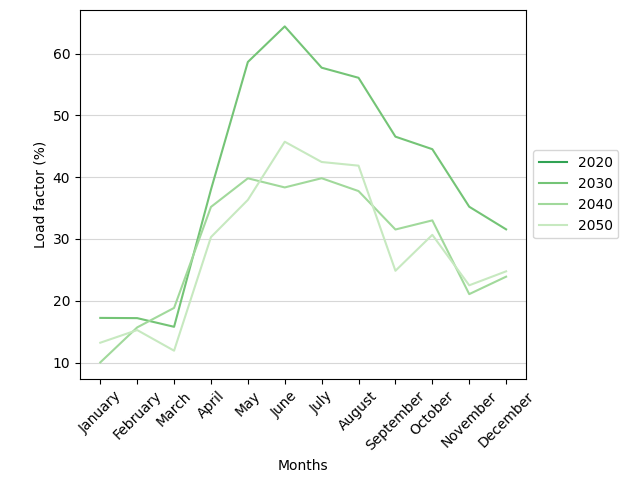 60
50
40
30
20
10
Load factor (%)
January
February
March
April
May
June
July
August
September
October
November
December
Months
2020
2030
2040
2050